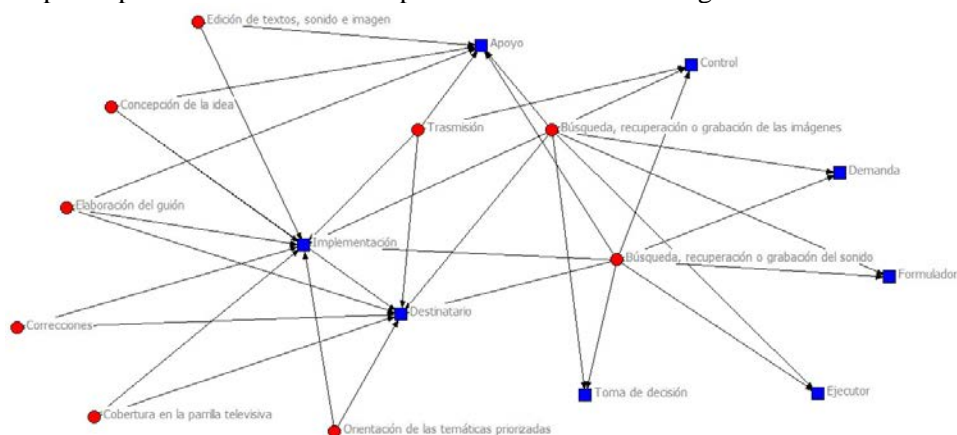 Edición de textos, sonido e imagen
Apoyo
Control
Concepción de la idea
Trasmisión
Búsqueda, recuperación o grabación de las imágenes
Demanda
Elaboración del guión
Implementación
Búsqueda, recuperación o grabación del sonido
Formulador
Destinatario
Correcciones
Toma de decisión
Ejecutor
Cobertura en la parrilla televisiva
Orientación de las temáticas priorizadas